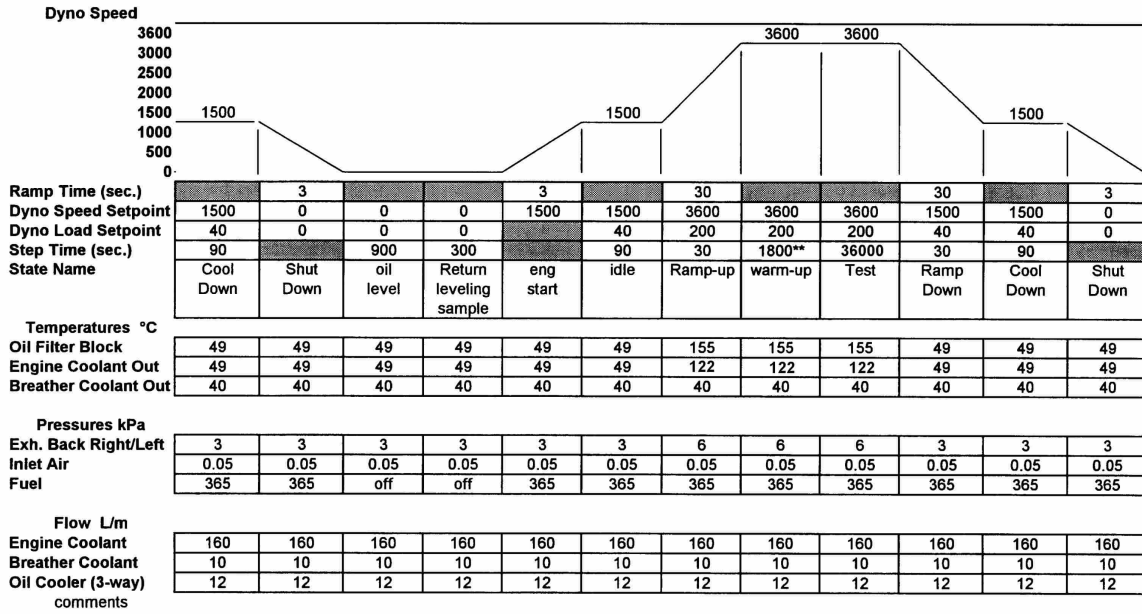 Dyno Speed
3600 3600 3600
3000
2500
2000
1500 1500 1500 1500
1000
500
0
Ramp Time (sec.) 3 3 30 30 3
Dyno Speed Setpoint 1500 0 0 0 1500 1500 3600 3600 3600 1500 1500 0
Dyno Load Setpoint 40 0 0 0 40 200 200 200 40 40 0
Step Time (sec.) 90 900 300 90 30 1800** 36000 30 90
State Name Cool Shut oil Return eng idle Ramp-up warm-up Test Ramp Cool Shut
Down Down level leveling start Down Down Down
sample
Temperatures °C
Oil Filter Block 49 49 49 49 49 49 155 155 155 49 49 49
Engine Coolant Out 49 49 49 49 49 49 122 122 122 49 49 49
Breather Coolant Out 40 40 40 40 40 40 40 40 40 40 40 40
Pressures kPa
Exh. Back Right/Left 3 3 3 3 3 3 6 6 6 3 3 3
Inlet Air 0.05 0.05 0.05 0.05 0.05 0.05 0.05 0.05 0.05 0.05 0.05 0.05
Fuel 365 365 off off 365 365 365 365 365 365 365 365
Flow L/m
Engine Coolant 160 160 160 160 160 160 160 160 160 160 160 160
Breather Coolant 10 10 10 10 10 10 10 10 10 10 10 10
Oil Cooler (3-way) 12 12 12 12 12 12 12 12 12 12 12 12
comments